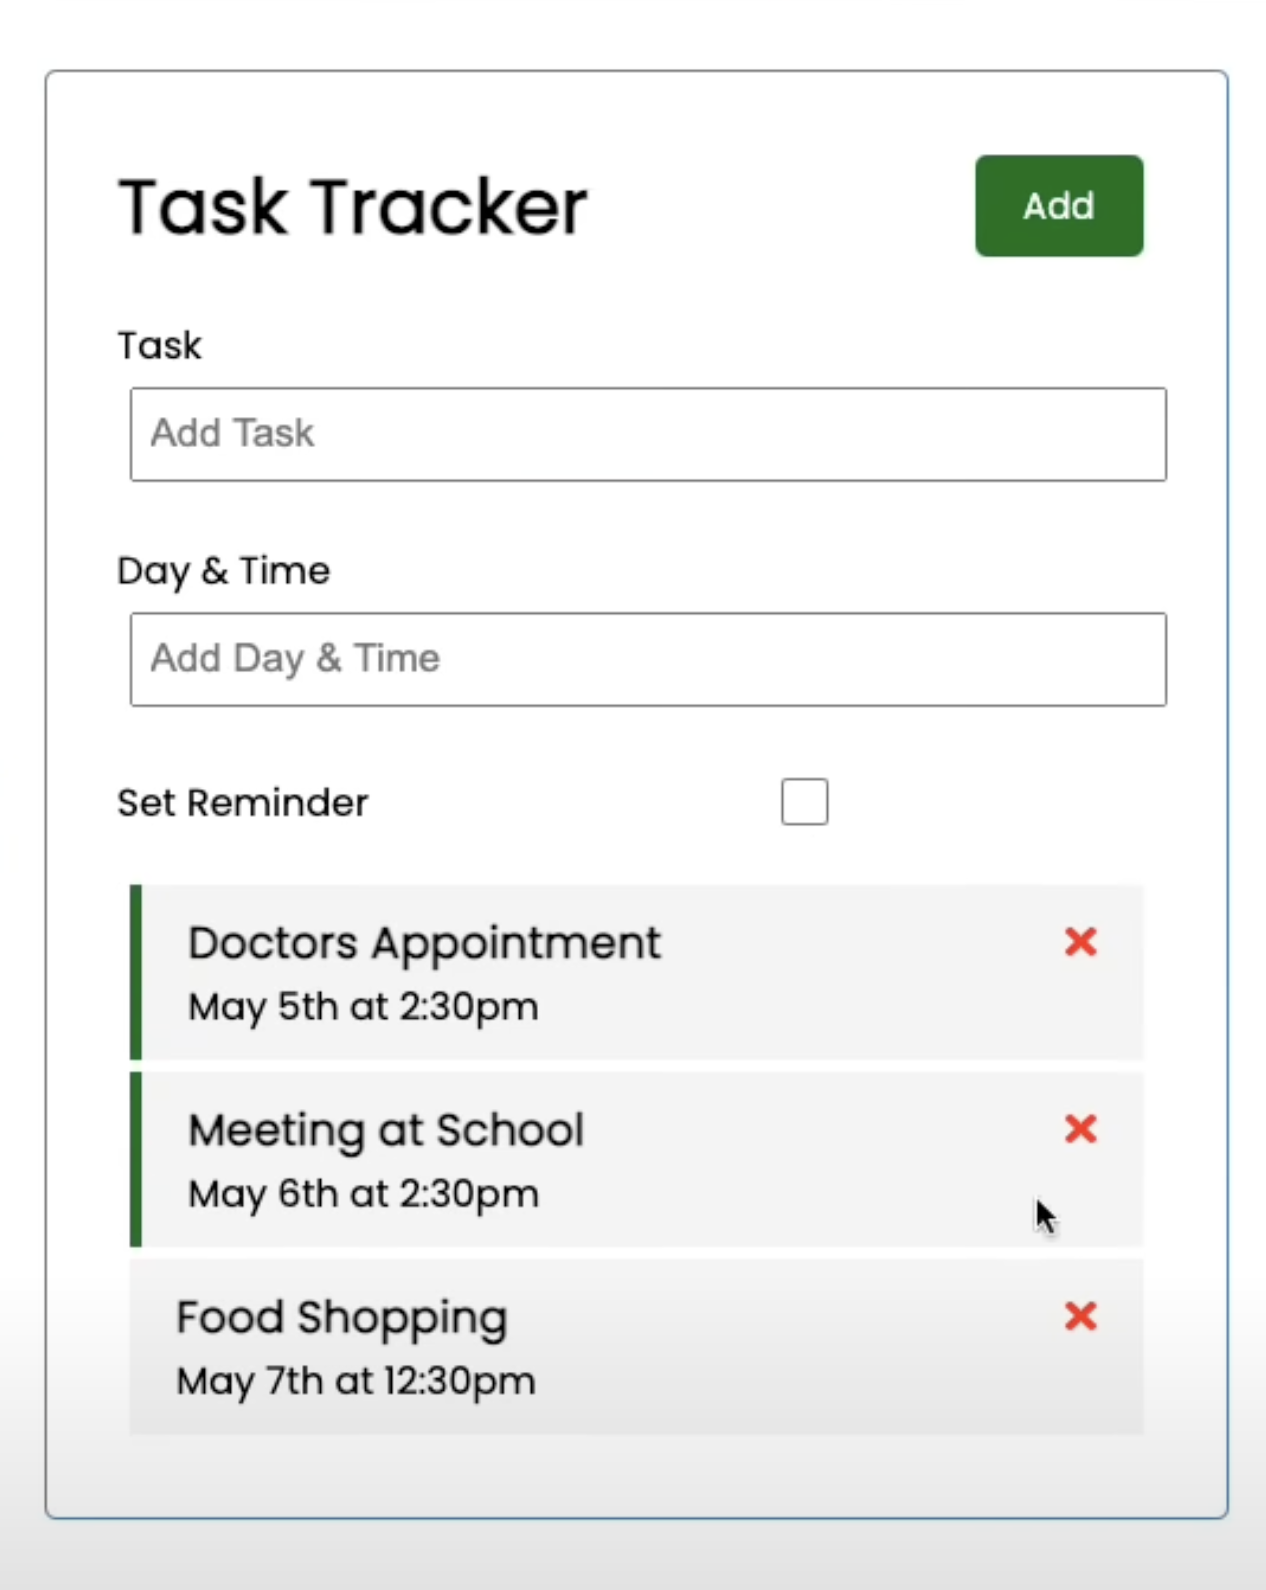 Task Tracker
Add
Task
Add Task
Day & Time
Add Day & Time
Set Reminder
Doctors Appointment
May 5th at 2:30pm
Meeting at School
May 6th at 2:30pm
Food Shopping
May 7th at 12:30pm